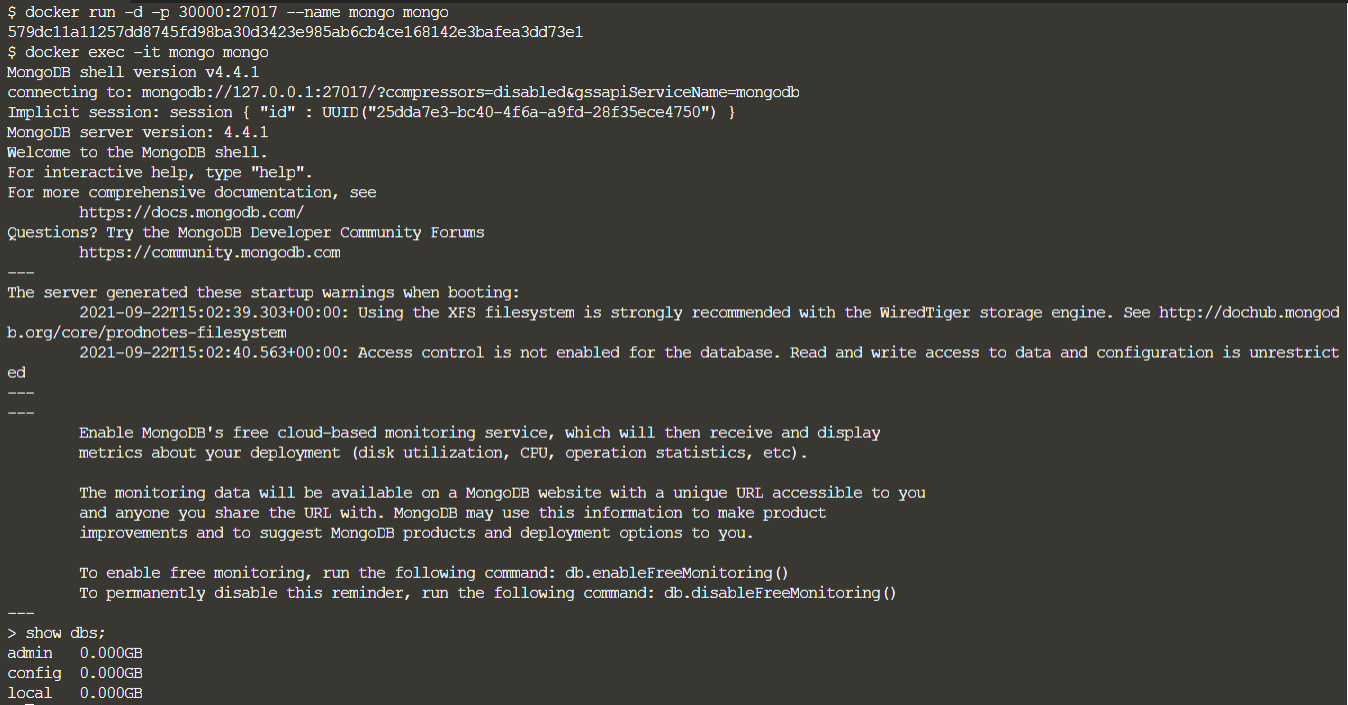 $ docker run -d -p 30000:27017 --name mongo mongo
579dc11a11257dd8745fd98ba30d3423e985ab6cb4ce168142e3bafea3dd73e1
$ docker exec -it mongo mongo
MongoDB shell version v4.4.1
connecting to: mongodb://127.0.0.1:27017/?compressors=disabled&gssapiServiceName=mongodb
Implicit session: session { "id" : UUID("25dda7e3-bc40-4f6a-a9fd-28f35ece4750") }
MongoDB server version: 4.4.1
Welcome to the MongoDB shell.
For interactive help, type "help".
For more comprehensive documentation, see
        https://docs.mongodb.com/
Questions? Try the MongoDB Developer Community Forums
        https://community.mongodb.com
---
The server generated these startup warnings when booting:
        2021-09-22T15:02:39.303+00:00: Using the XFS filesystem is strongly recommended with the WiredTiger storage engine. See http://dochub.mongod
b.org/core/prodnotes-filesystem
        2021-09-22T15:02:40.563+00:00: Access control is not enabled for the database. Read and write access to data and configuration is unrestrict
ed
---
---
        Enable MongoDB's free cloud-based monitoring service, which will then receive and display
        metrics about your deployment (disk utilization, CPU, operation statistics, etc).

        The monitoring data will be available on a MongoDB website with a unique URL accessible to you
        and anyone you share the URL with. MongoDB may use this information to make product
        improvements and to suggest MongoDB products and deployment options to you.

        To enable free monitoring, run the following command: db.enableFreeMonitoring()
        To permanently disable this reminder, run the following command: db.disableFreeMonitoring()
---
> show dbs;
admin   0.000GB
config  0.000GB
local   0.000GB